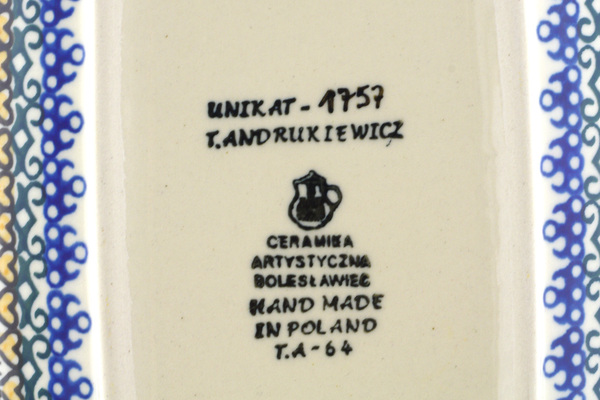 UNIKAT - 1757
T.ANDRUKIEWICZ
CERAMIKA
ARTYSTYCZNA
BOLESŁAWIEC
HAND MADE
IN POLAND
T.A - 64